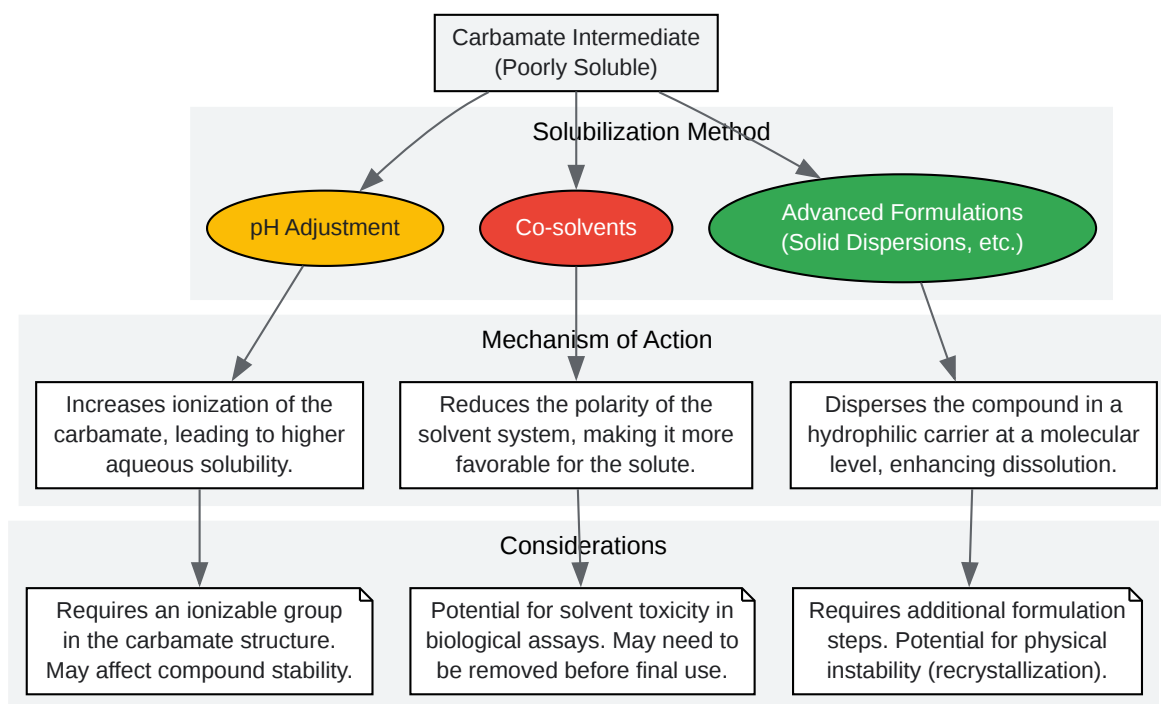 Carbamate Intermediate
(Poorly Soluble)
Solubilization Method
pH Adjustment
Co-solvents
Advanced Formulations
(Solid Dispersions, etc.)
Mechanism of Action
Increases ionization of the
carbamate, leading to higher
aqueous solubility.
Reduces the polarity of the
solvent system, making it more
favorable for the solute.
Disperses the compound in a
hydrophilic carrier at a molecular
level, enhancing dissolution.
Considerations
Requires an ionizable group
in the carbamate structure.
May affect compound stability.
Potential for solvent toxicity in
biological assays. May need to
be removed before final use.
Requires additional formulation
steps. Potential for physical
instability (recrystallization).